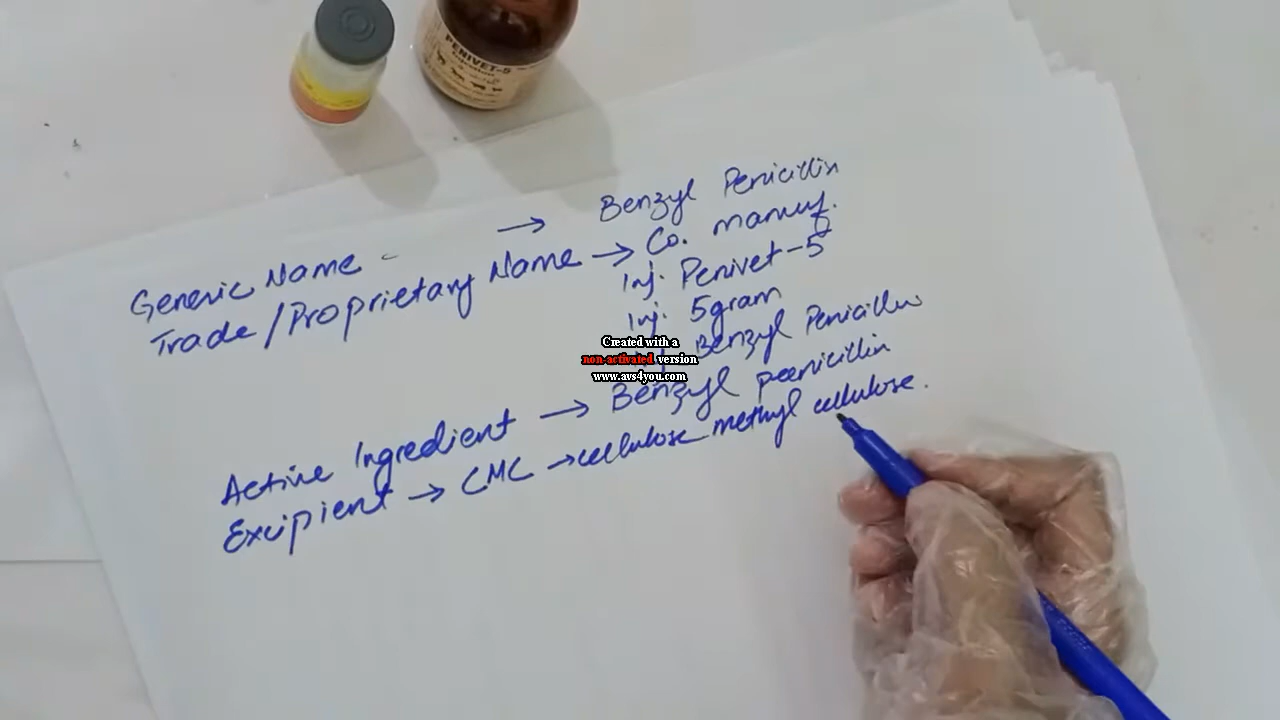 PENIVET-5
Generic Name - → Benzyl Penicillin
Trade/Proprietary Name → Co. manuf.
Inj. Penivet-5
Inj. 5gram
Benzyl Penicillin
Created with a
non-activated version
www.avs4you.com
Active Ingredient → Benzyl peenicillin
Excipient → CMC → cellulose methyl cellulose.